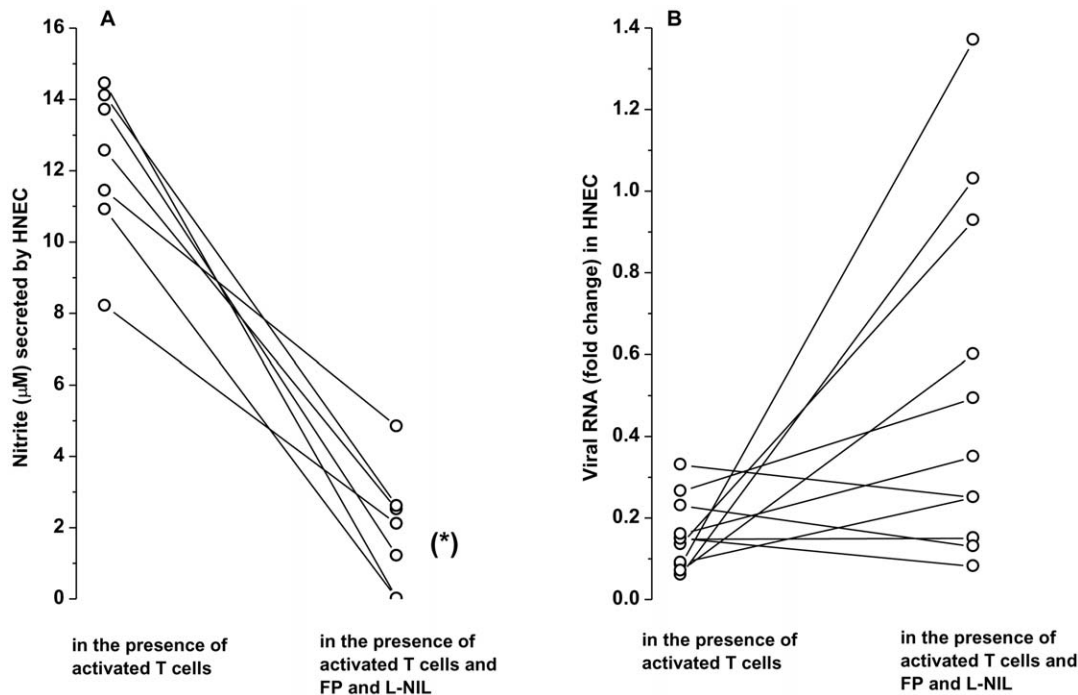 A
Nitrite (μM) secreted by HNEC
16
14
12
10
8
6
4
2
0
(*)
in the presence of
activated T cells
in the presence of
activated T cells and
FP and L-NIL
B
Viral RNA (fold change) in HNEC
1.4
1.2
1.0
0.8
0.6
0.4
0.2
0.0
in the presence of
activated T cells
in the presence of
activated T cells and
FP and L-NIL